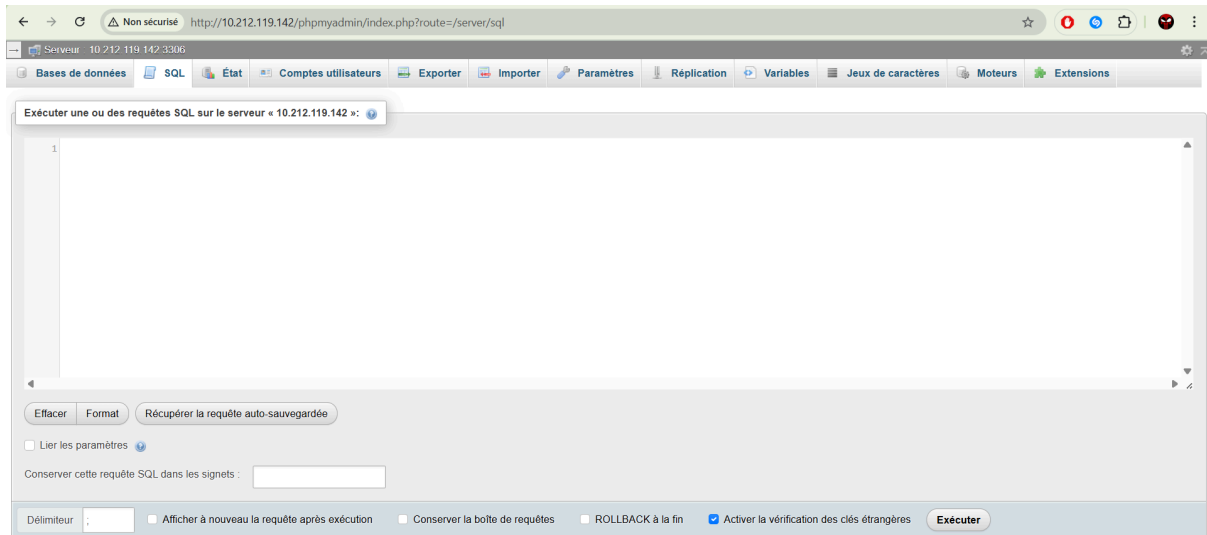 Non sécurisé http://10.212.119.142/phpmyadmin/index.php?route=/server/sql
Serveur : 10.212.119.142:3306
Bases de données SQL État Comptes utilisateurs Exporter Importer Paramètres Réplication Variables Jeux de caractères Moteurs Extensions
Exécuter une ou des requêtes SQL sur le serveur « 10.212.119.142 »:
1
Effacer Format Récupérer la requête auto-sauvegardée
Lier les paramètres
Conserver cette requête SQL dans les signets :
Délimiteur ; Afficher à nouveau la requête après exécution Conserver la boîte de requêtes ROLLBACK à la fin Activer la vérification des clés étrangères Exécuter